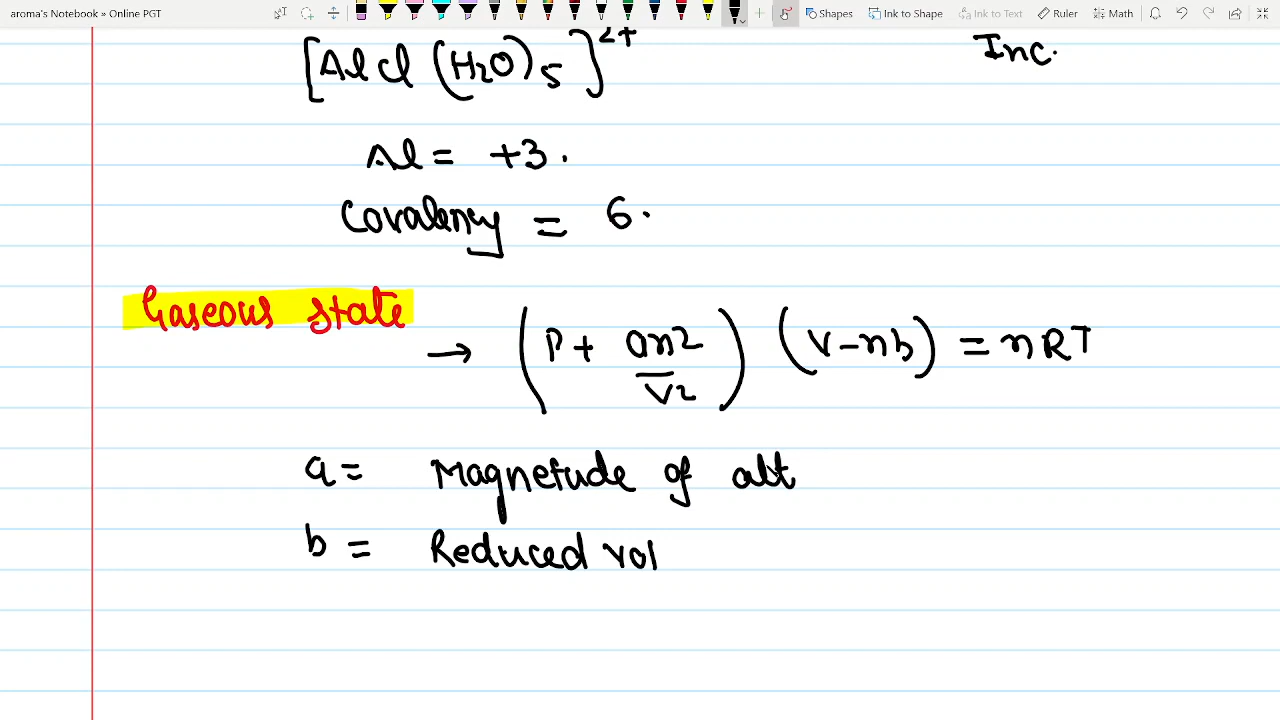 aroma's Notebook » Online PGT
Shapes Ink to Shape Ink to Text Ruler Math
[AlCl(H2O)5]2+
Inc.
Al = +3.
Covalency = 6.
Gaseous state
→ (P + an2/V2) (V-nb) = nRT
a = Magnetude of att
b = Reduced vol